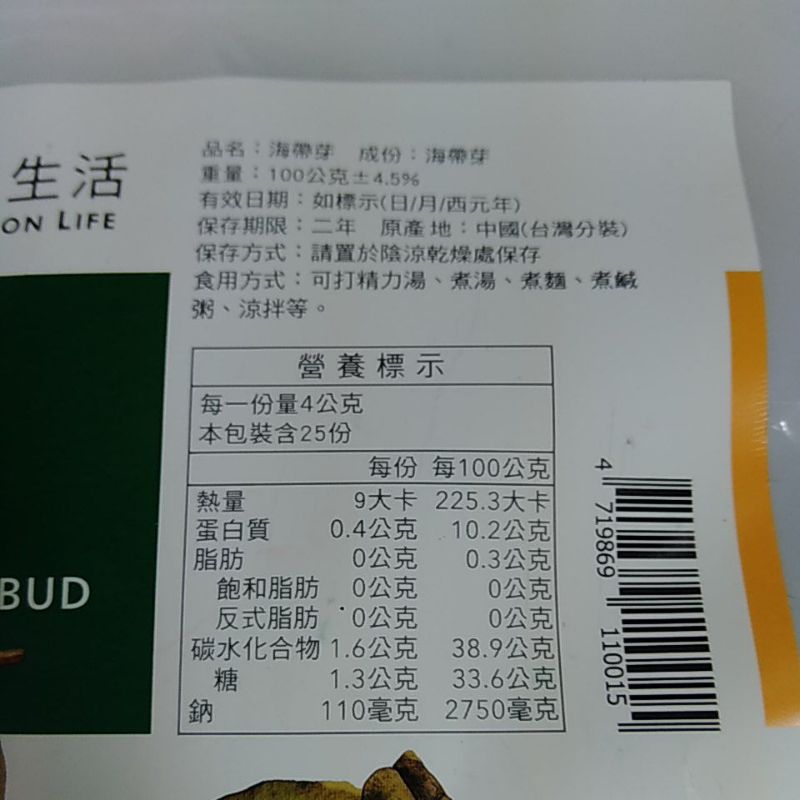 生活
ON LIFE
品名：海帶芽　成份：海帶芽
重量：100公克±4.5%
有效日期：如標示(日/月/西元年)
保存期限：二年　原產地：中國(台灣分裝)
保存方式：請置於陰涼乾燥處保存
食用方式：可打精力湯、煮湯、煮麵、煮鹹
粥、涼拌等。
營養標示
每一份量4公克
本包裝含25份
每份 每100公克
熱量 9大卡 225.3大卡
蛋白質 0.4公克 10.2公克
脂肪 0公克 0.3公克
飽和脂肪 0公克 0公克
反式脂肪 0公克 0公克
碳水化合物 1.6公克 38.9公克
糖 1.3公克 33.6公克
鈉 110毫克 2750毫克
BUD
4 719869 110015